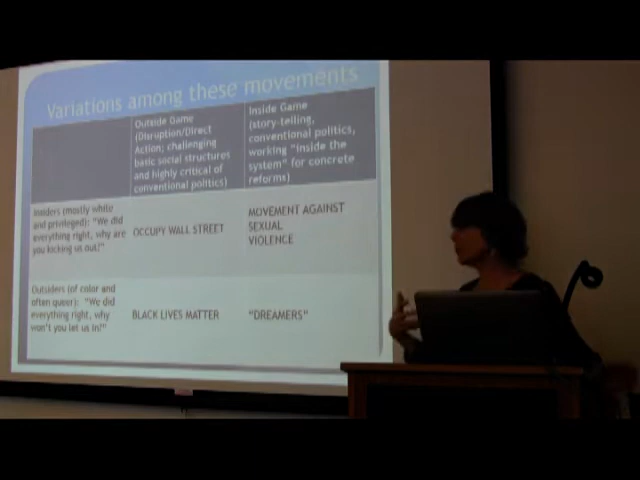 Variations among these movements
Outside Game
(Disruption/Direct
Action; challenging
basic social structures
and highly critical of
conventional politics)
Inside Game
(story-telling,
conventional politics,
working "inside the
system" for concrete
reforms)
Insiders (mostly white
and privileged): "We did
everything right, why are
you kicking us out?"
OCCUPY WALL STREET
MOVEMENT AGAINST
SEXUAL
VIOLENCE
Outsiders (of color and
often queer): "We did
everything right, why
won't you let us in?"
BLACK LIVES MATTER
"DREAMERS"